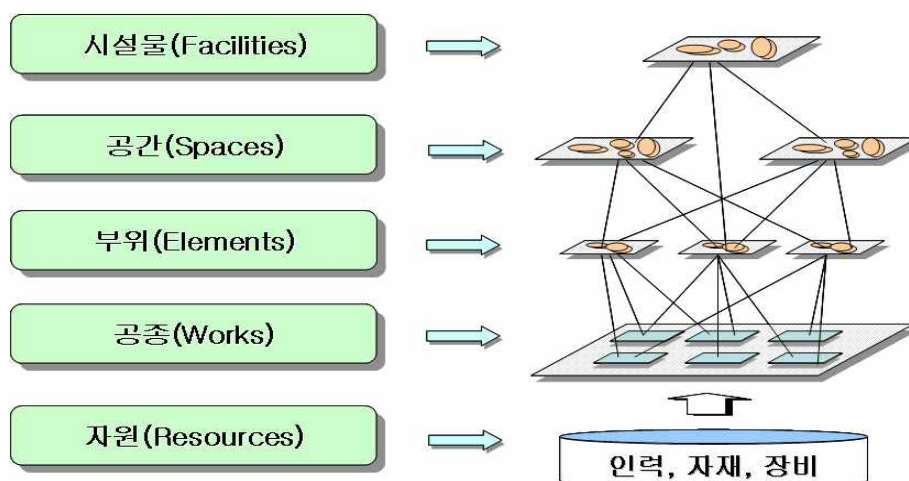 시설물(Facilities)
공간(Spaces)
부위(Elements)
공종(Works)
자원(Resources)
인력, 자재, 장비